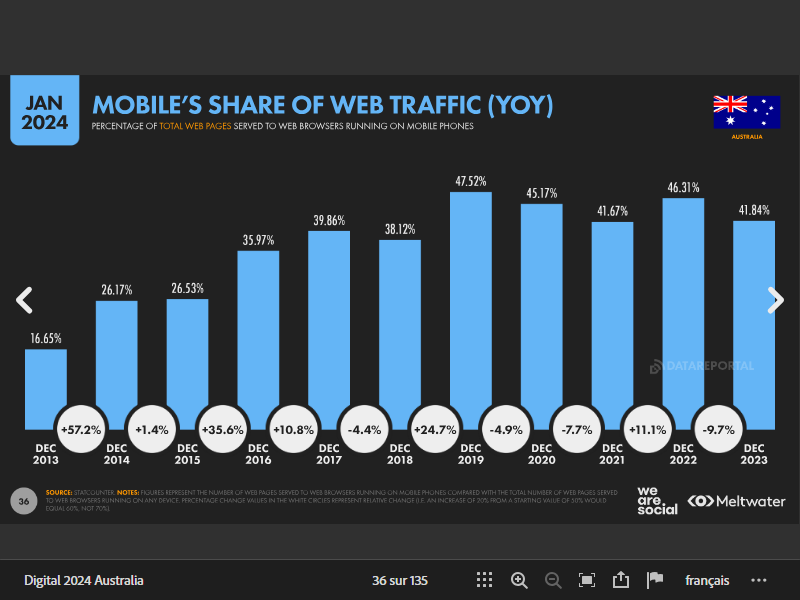 JAN
2024
MOBILE'S SHARE OF WEB TRAFFIC (YOY)
PERCENTAGE OF TOTAL WEB PAGES SERVED TO WEB BROWSERS RUNNING ON MOBILE PHONES
AUSTRALIA
16.65%
26.17%
26.53%
35.97%
39.86%
38.12%
47.52%
45.17%
41.67%
46.31%
41.84%
DATAREPORTAL
+57.2%
+1.4%
+35.6%
+10.8%
-4.4%
+24.7%
-4.9%
-7.7%
+11.1%
-9.7%
DEC
2013
DEC
2014
DEC
2015
DEC
2016
DEC
2017
DEC
2018
DEC
2019
DEC
2020
DEC
2021
DEC
2022
DEC
2023
36
SOURCE: STATCOUNTER. NOTES: FIGURES REPRESENT THE NUMBER OF WEB PAGES SERVED TO WEB BROWSERS RUNNING ON MOBILE PHONES COMPARED WITH THE TOTAL NUMBER OF WEB PAGES SERVED
TO WEB BROWSERS RUNNING ON ANY DEVICE. PERCENTAGE CHANGE VALUES IN THE WHITE CIRCLES REPRESENT RELATIVE CHANGE (I.E. AN INCREASE OF 20% FROM A STARTING VALUE OF 50% WOULD
EQUAL 60%, NOT 70%).
we
are.
social
Meltwater
Digital 2024 Australia
36 sur 135
français